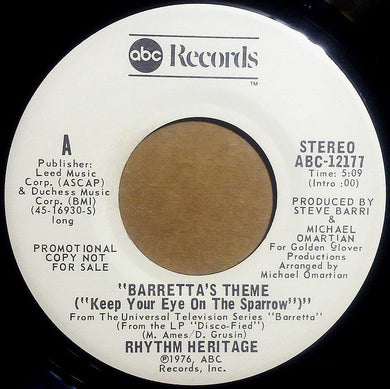 abc Records
TM
A
Publisher:
Leed Music
Corp. (ASCAP)
& Duchess Music
Corp. (BMI)
(45-16930-S)
long
PROMOTIONAL
COPY NOT
FOR SALE
STEREO
ABC-12177
Time: 5:09
(Intro :00)
PRODUCED BY
STEVE BARRI
&
MICHAEL
OMARTIAN
For Golden Glover
Productions
Arranged by
Michael Omartian
"BARRETTA'S THEME
("Keep Your Eye On The Sparrow")"
From The Universal Television Series "Barretta"
(From the LP "Disco-Fied")
(M. Ames/D. Grusin)
RHYTHM HERITAGE
℗1976, ABC
Records, Inc.